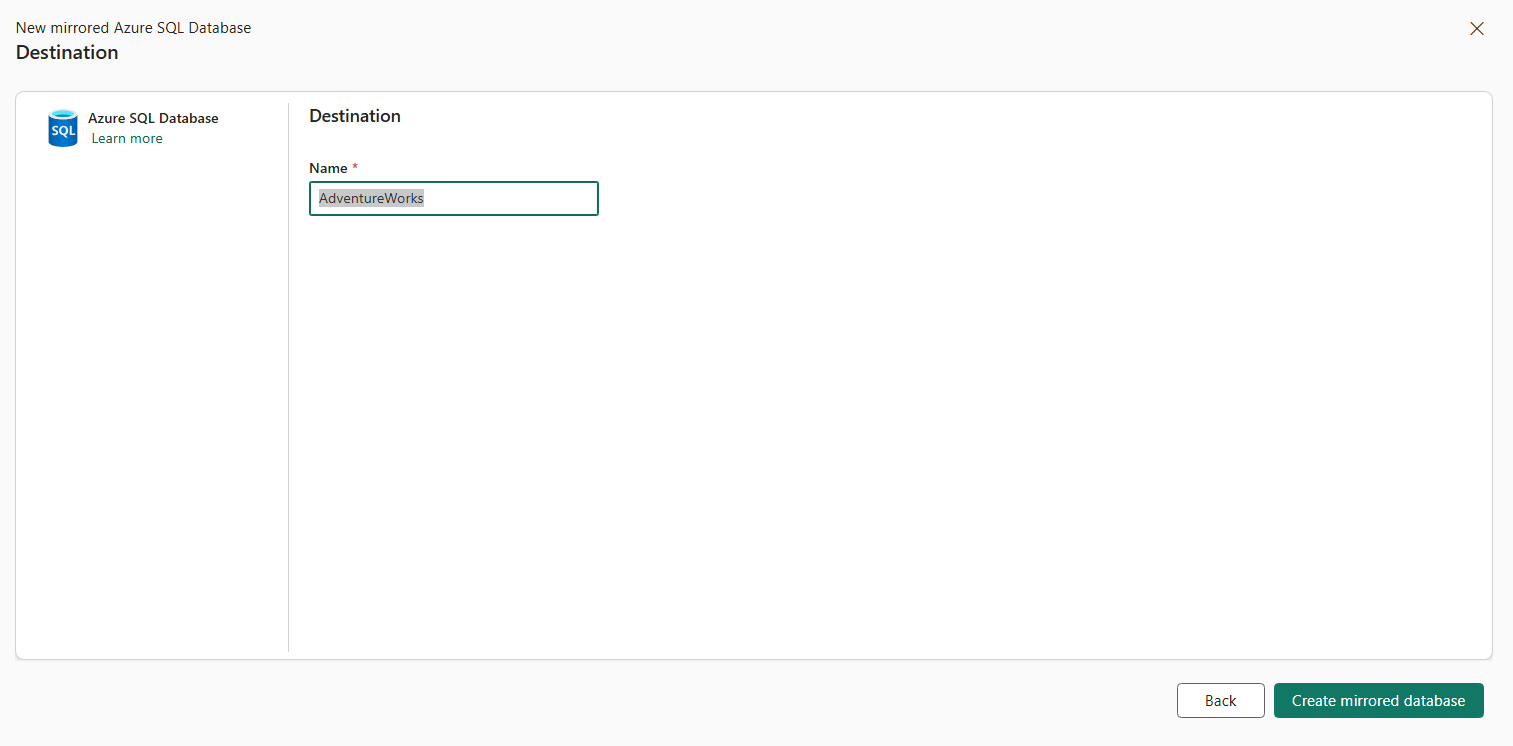 New mirrored Azure SQL Database
Destination
SQL
Azure SQL Database
Learn more
Destination
Name *
AdventureWorks
Back
Create mirrored database